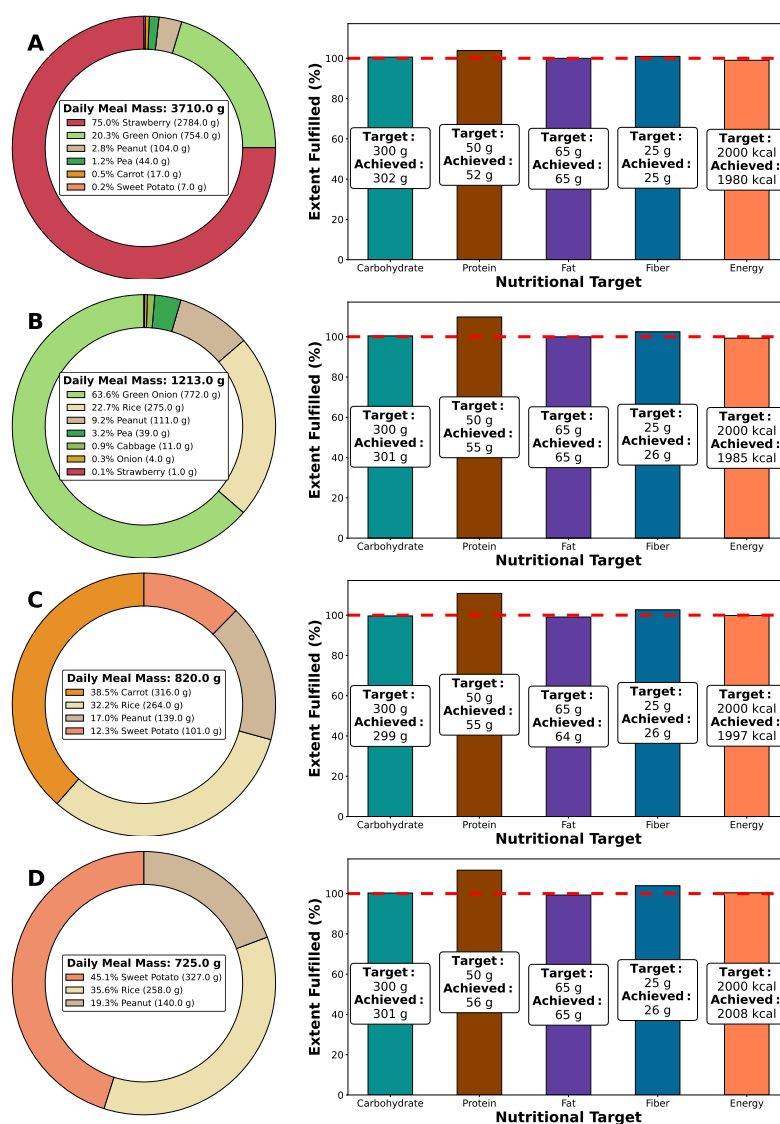 A
Daily Meal Mass: 3710.0 g
75.0% Strawberry (2784.0 g)
20.3% Green Onion (754.0 g)
2.8% Peanut (104.0 g)
1.2% Pea (44.0 g)
0.5% Carrot (17.0 g)
0.2% Sweet Potato (7.0 g)
Extent Fulfilled (%)
100
80
60
40
20
0
Target:
300 g
Achieved:
302 g
Target:
50 g
Achieved:
52 g
Target:
65 g
Achieved:
65 g
Target:
25 g
Achieved:
25 g
Target:
2000 kcal
Achieved:
1980 kcal
Carbohydrate
Protein
Fat
Fiber
Energy
Nutritional Target
B
Daily Meal Mass: 1213.0 g
63.6% Green Onion (772.0 g)
22.7% Rice (275.0 g)
9.2% Peanut (111.0 g)
3.2% Pea (39.0 g)
0.9% Cabbage (11.0 g)
0.3% Onion (4.0 g)
0.1% Strawberry (1.0 g)
Extent Fulfilled (%)
100
80
60
40
20
0
Target:
300 g
Achieved:
301 g
Target:
50 g
Achieved:
55 g
Target:
65 g
Achieved:
65 g
Target:
25 g
Achieved:
26 g
Target:
2000 kcal
Achieved:
1985 kcal
Carbohydrate
Protein
Fat
Fiber
Energy
Nutritional Target
C
Daily Meal Mass: 820.0 g
38.5% Carrot (316.0 g)
32.2% Rice (264.0 g)
17.0% Peanut (139.0 g)
12.3% Sweet Potato (101.0 g)
Extent Fulfilled (%)
100
80
60
40
20
0
Target:
300 g
Achieved:
299 g
Target:
50 g
Achieved:
55 g
Target:
65 g
Achieved:
64 g
Target:
25 g
Achieved:
26 g
Target:
2000 kcal
Achieved:
1997 kcal
Carbohydrate
Protein
Fat
Fiber
Energy
Nutritional Target
D
Daily Meal Mass: 725.0 g
45.1% Sweet Potato (327.0 g)
35.6% Rice (258.0 g)
19.3% Peanut (140.0 g)
Extent Fulfilled (%)
100
80
60
40
20
0
Target:
300 g
Achieved:
301 g
Target:
50 g
Achieved:
56 g
Target:
65 g
Achieved:
65 g
Target:
25 g
Achieved:
26 g
Target:
2000 kcal
Achieved:
2008 kcal
Carbohydrate
Protein
Fat
Fiber
Energy
Nutritional Target